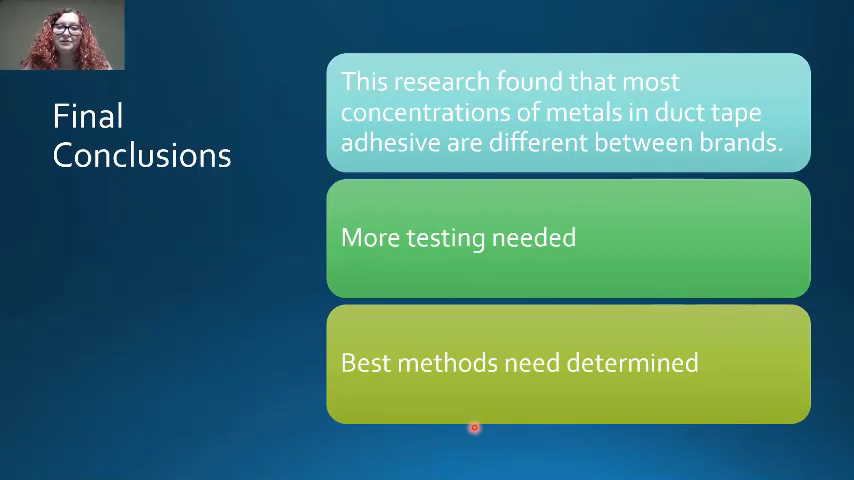 Final
Conclusions
This research found that most
concentrations of metals in duct tape
adhesive are different between brands.
More testing needed
Best methods need determined